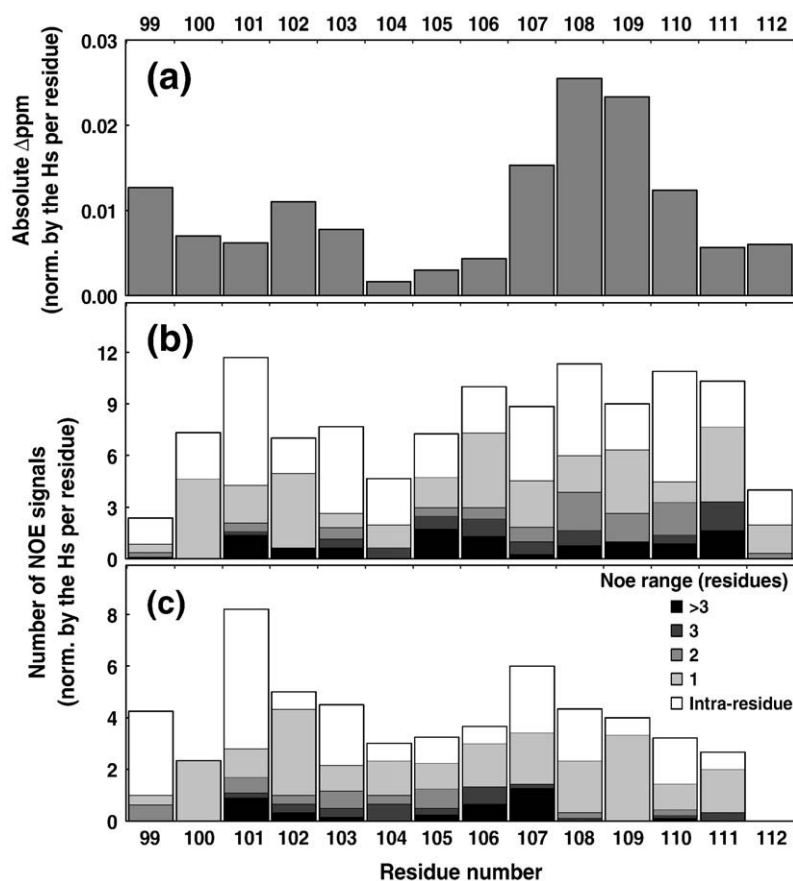 99 100 101 102 103 104 105 106 107 108 109 110 111 112
0.03
(a)
0.02
0.01
0.00
Absolute Δppm
(norm. by the Hs per residue)
(b)
12
9
6
3
0
Number of NOE signals
(norm. by the Hs per residue)
(c)
8
6
4
2
0
Noe range (residues)
>3
3
2
1
Intra-residue
99 100 101 102 103 104 105 106 107 108 109 110 111 112
Residue number